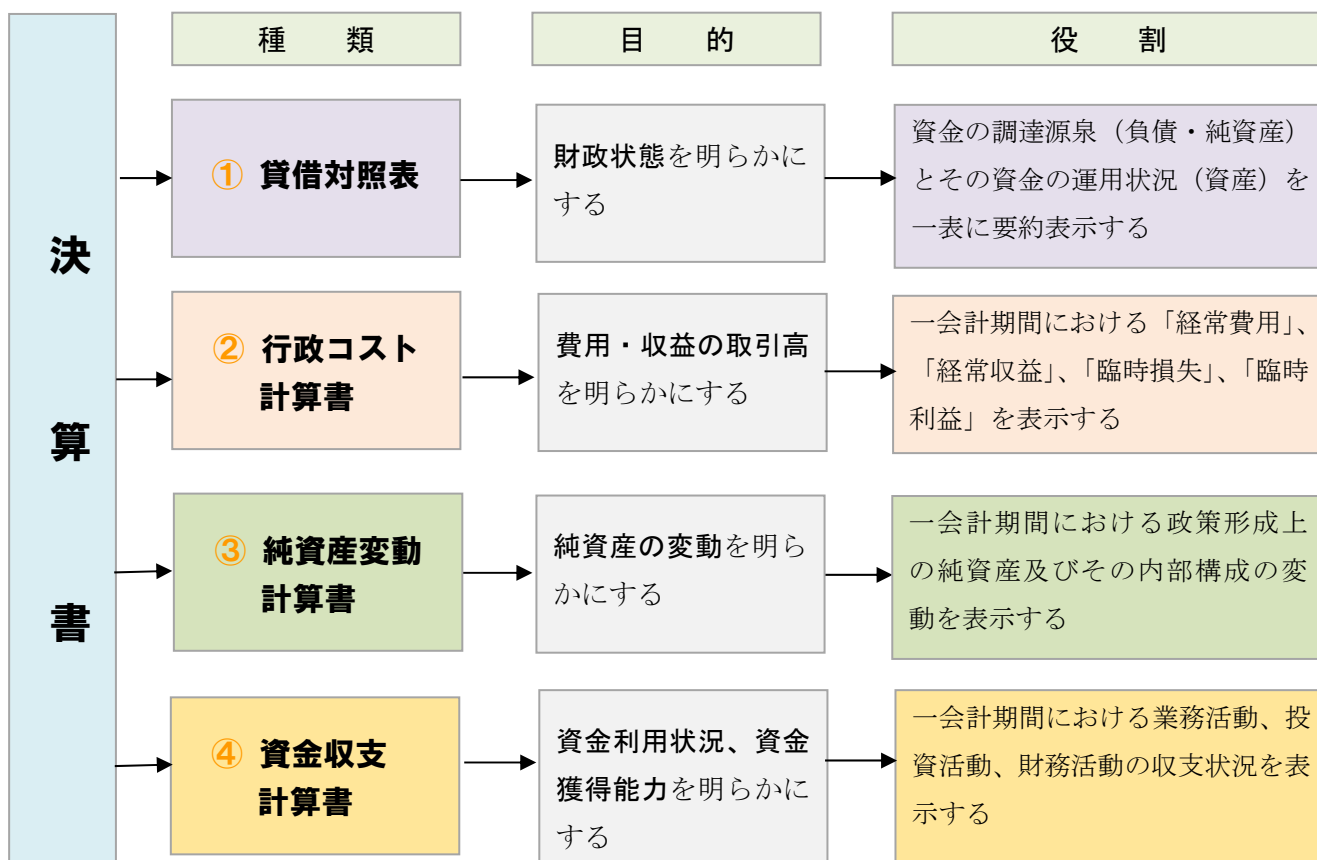 決算書
種　類
目　的
役　割
① 貸借対照表
財政状態を明らかに
する
資金の調達源泉（負債・純資産）
とその資金の運用状況（資産）を
一表に要約表示する
② 行政コスト
計算書
費用・収益の取引高
を明らかにする
一会計期間における「経常費用」、
「経常収益」、「臨時損失」、「臨時
利益」を表示する
③ 純資産変動
計算書
純資産の変動を明ら
かにする
一会計期間における政策形成上
の純資産及びその内部構成の変
動を表示する
④ 資金収支
計算書
資金利用状況、資金
獲得能力を明らかに
する
一会計期間における業務活動、投
資活動、財務活動の収支状況を表
示する